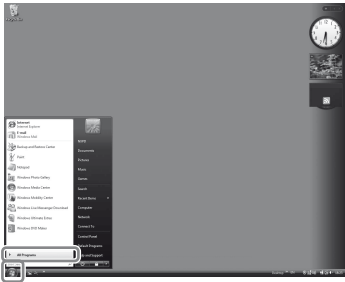 Internet
Internet Explorer
E-mail
Windows Mail
Backup and Restore Center
Paint
Notepad
Windows Photo Gallery
Windows Media Center
Windows Mobility Center
Windows Live Messenger Download
Windows Ultimate Extras
Windows DVD Maker
All Programs
Documents
Pictures
Music
Games
Search
Recent Items
Computer
Network
Connect To
Control Panel
Default Programs
and Support